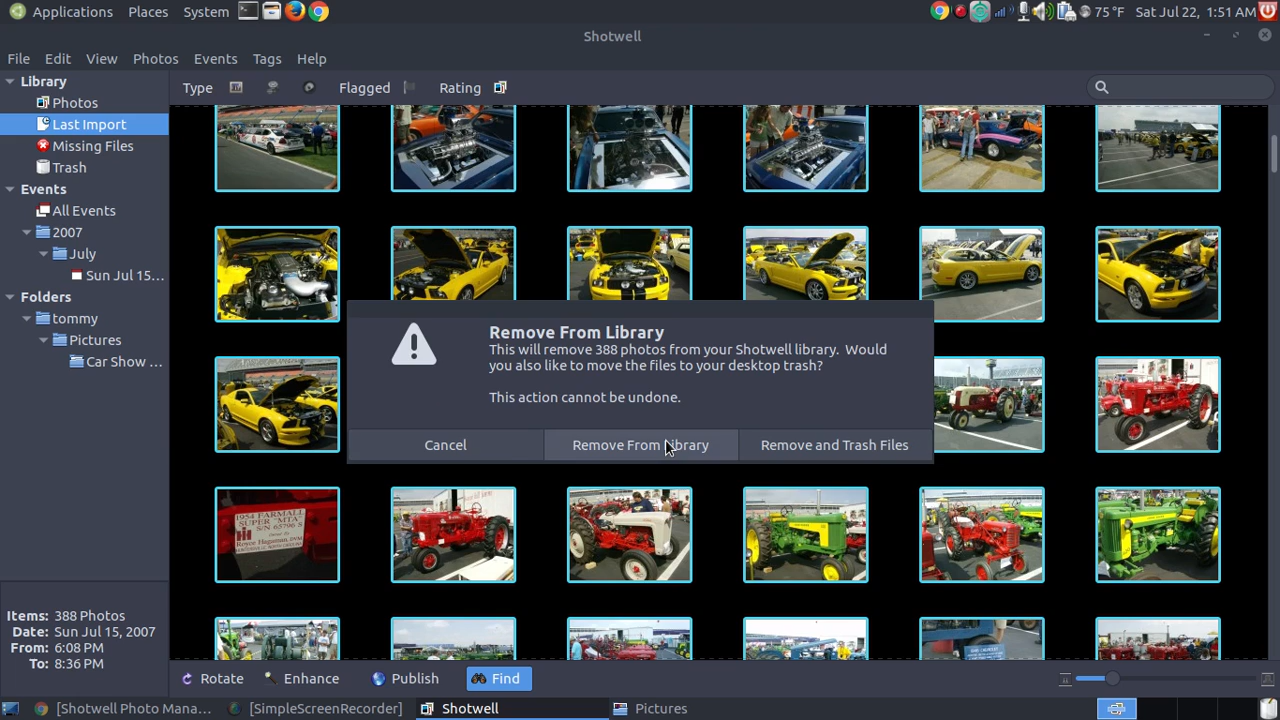 Applications Places System 75 °F Sat Jul 22, 1:51 AM
Shotwell
File Edit View Photos Events Tags Help
Library
Photos
Last Import
Missing Files
Trash
Events
All Events
2007
July
Sun Jul 15...
Folders
tommy
Pictures
Car Show ...
Type Flagged Rating
Remove From Library
This will remove 388 photos from your Shotwell library. Would
you also like to move the files to your desktop trash?
This action cannot be undone.
Cancel Remove From Library Remove and Trash Files
1954 FARMALL
SUPER "MTA"
Items: 388 Photos
Date: Sun Jul 15, 2007
From: 6:08 PM
To: 8:36 PM
Rotate Enhance Publish Find
[Shotwell Photo Mana... [SimpleScreenRecorder] Shotwell Pictures